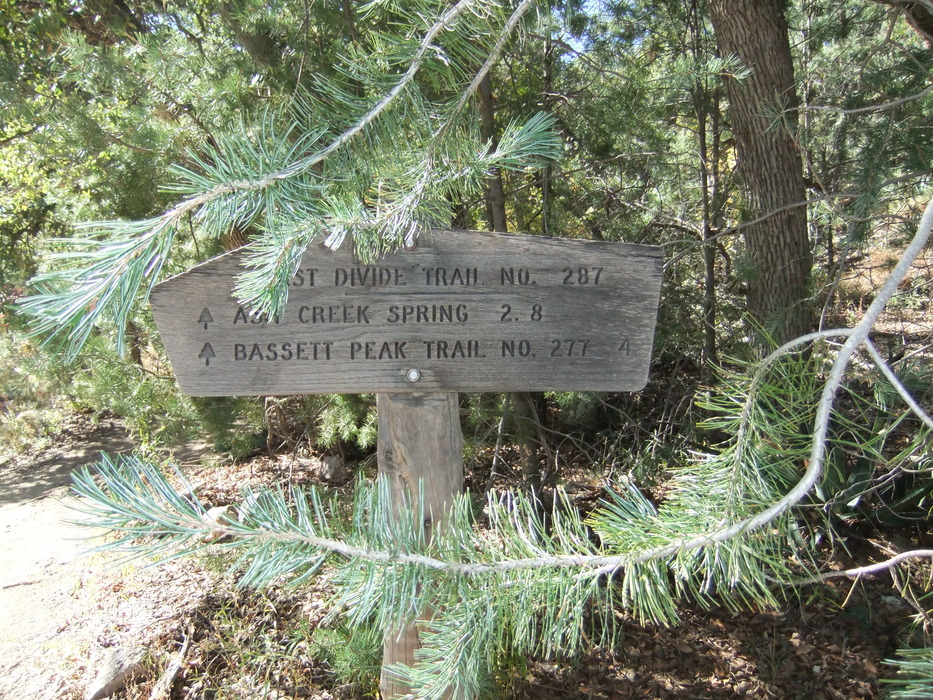 DIVIDE TRAIL NO. 287
CREEK SPRING 2.8
BASSETT PEAK TRAIL NO. 277 4